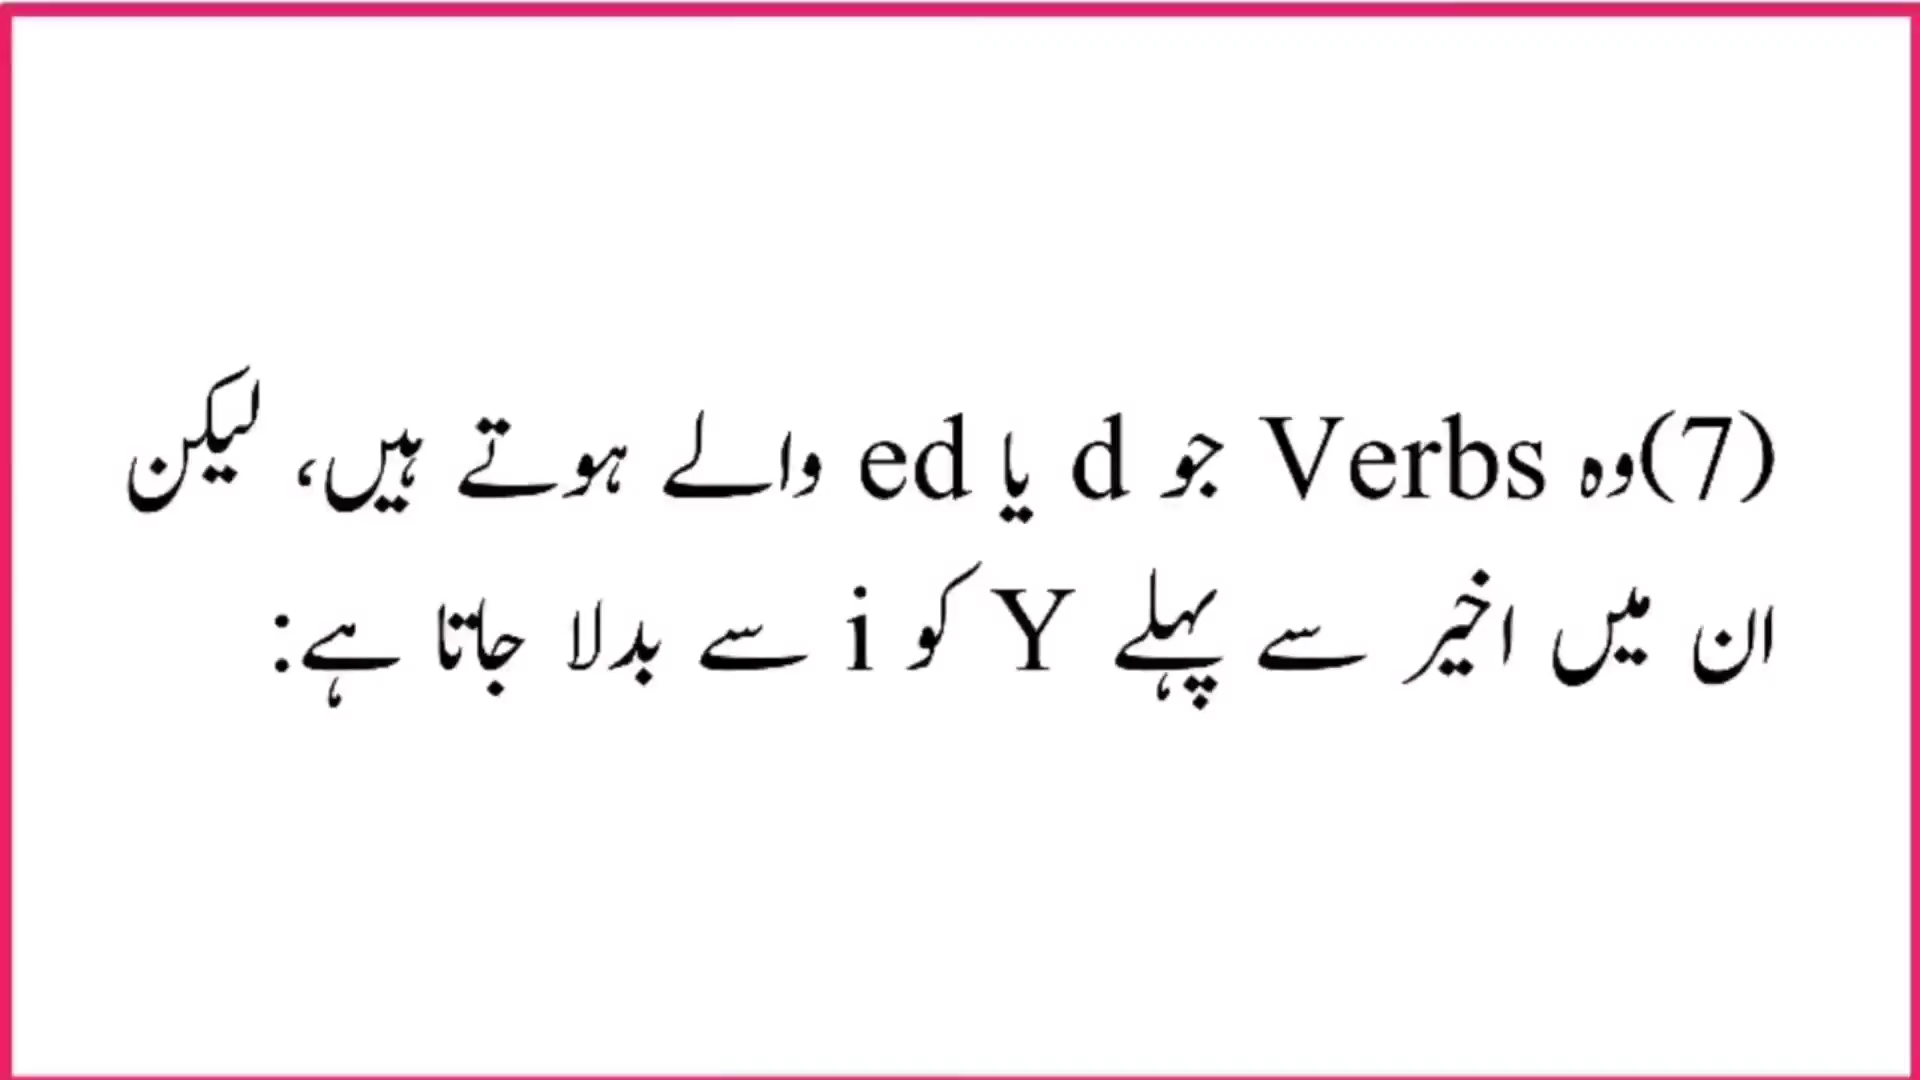 (7)وہ Verbs جو d یا ed والے ہوتے ہیں، لیکن
ان میں اخیر سے پہلے Y کو i سے بدلا جاتا ہے: